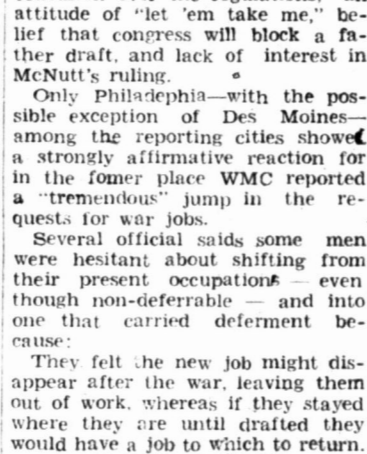 attitude of "let 'em take me," be-
lief that congress will block a fa-
ther draft, and lack of interest in
McNutt's ruling.
Only Philadephia—with the pos-
sible exception of Des Moines—
among the reporting cities showed
a strongly affirmative reaction for
in the fomer place WMC reported
a "tremendous" jump in the re-
quests for war jobs.
Several official saids some men
were hesitant about shifting from
their present occupations — even
though non-deferrable — and into
one that carried deferment be-
cause:
They felt the new job might dis-
appear after the war, leaving them
out of work, whereas if they stayed
where they are until drafted they
would have a job to which to return.